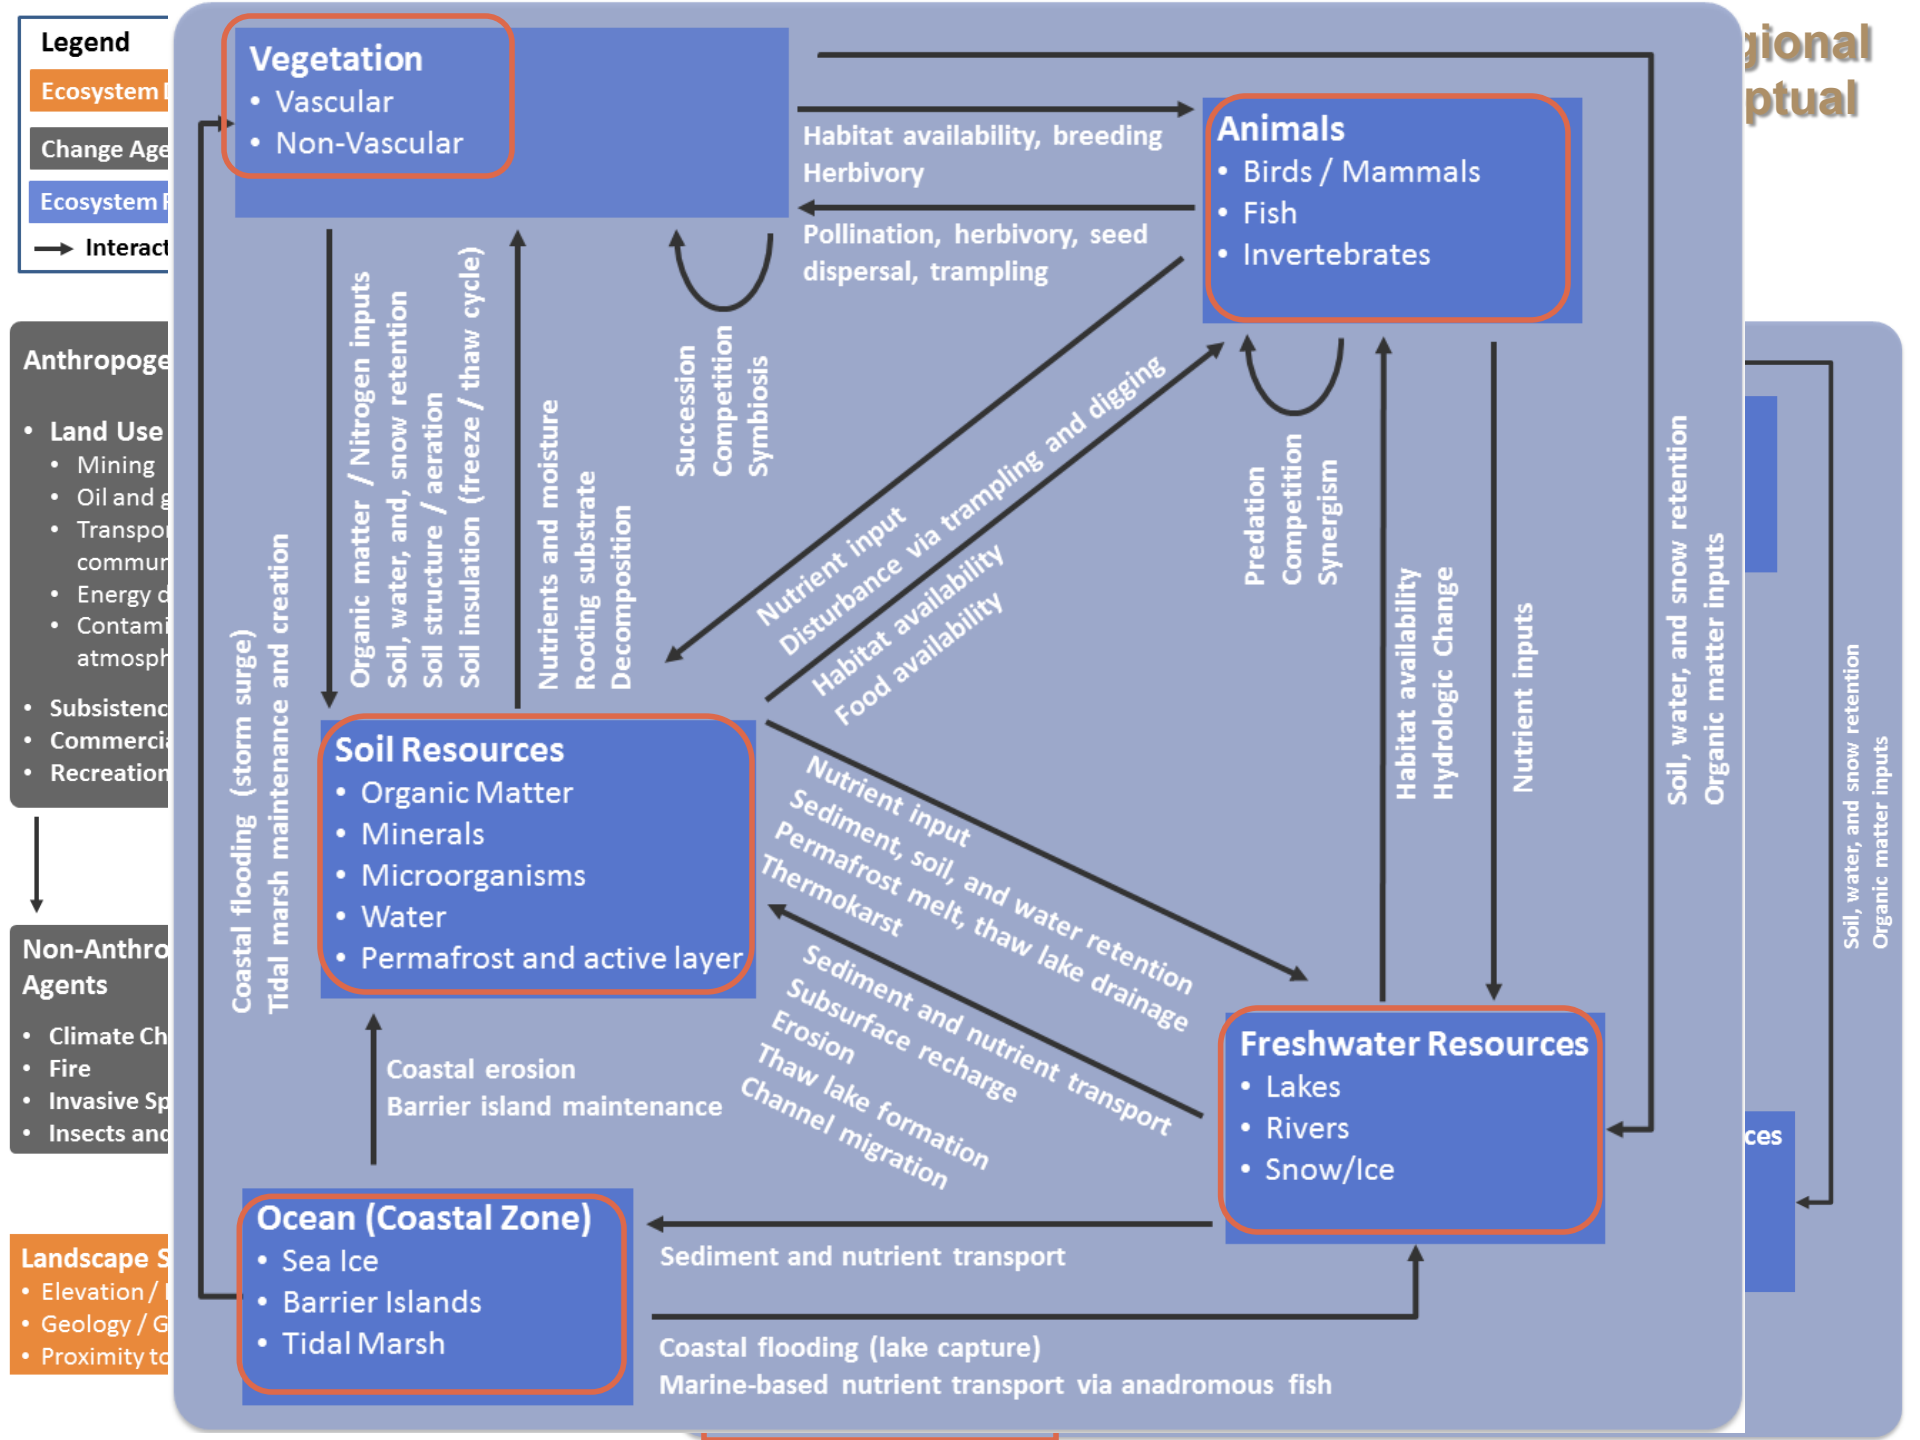 Legend
Ecosystem
Change Age
Ecosystem
Interact
gional
ptual
Anthropoge
• Land Use
• Mining
• Oil and g
• Transpor
commun
• Energy d
• Contami
atmosph
• Subsistenc
• Commercia
• Recreation
Non-Anthro
Agents
• Climate Ch
• Fire
• Invasive Sp
• Insects and
Landscape S
• Elevation /
• Geology / G
• Proximity to
Vegetation
• Vascular
• Non-Vascular
Habitat availability, breeding
Herbivory
Pollination, herbivory, seed
dispersal, trampling
Animals
• Birds / Mammals
• Fish
• Invertebrates
Organic matter / Nitrogen inputs
Soil, water, and, snow retention
Soil structure / aeration
Soil insulation (freeze / thaw cycle)
Nutrients and moisture
Rooting substrate
Decomposition
Succession
Competition
Symbiosis
Nutrient input
Disturbance via trampling and digging
Habitat availability
Food availability
Predation
Competition
Synergism
Habitat availability
Hydrologic Change
Nutrient inputs
Soil, water, and snow retention
Organic matter inputs
Coastal flooding (storm surge)
Tidal marsh maintenance and creation
Soil Resources
• Organic Matter
• Minerals
• Microorganisms
• Water
• Permafrost and active layer
Nutrient input
Sediment, soil, and water retention
Permafrost melt, thaw lake drainage
Thermokarst
Sediment and nutrient transport
Subsurface recharge
Erosion
Thaw lake formation
Channel migration
Coastal erosion
Barrier island maintenance
Freshwater Resources
• Lakes
• Rivers
• Snow/Ice
Ocean (Coastal Zone)
• Sea Ice
• Barrier Islands
• Tidal Marsh
Sediment and nutrient transport
Coastal flooding (lake capture)
Marine-based nutrient transport via anadromous fish
Soil, water, and snow retention
Organic matter inputs
ces